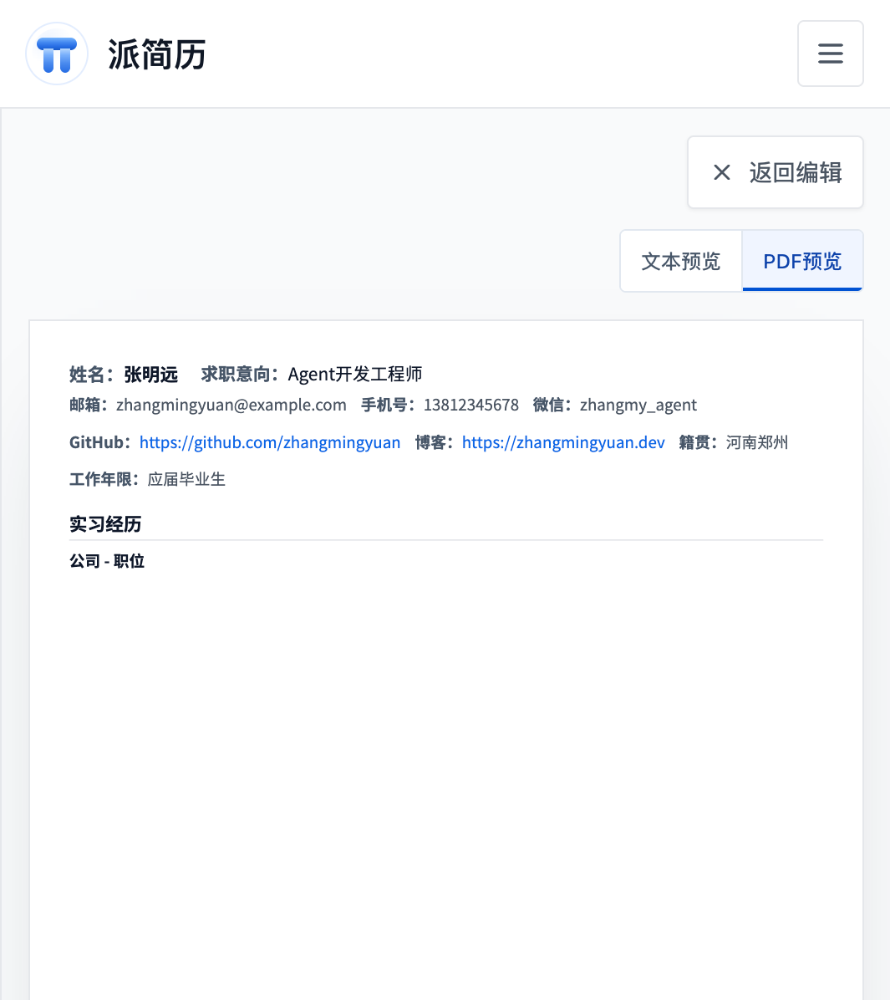 派简历
返回编辑
文本预览 PDF预览
姓名：张明远 求职意向：Agent开发工程师
邮箱：zhangmingyuan@example.com 手机号：13812345678 微信：zhangmy_agent
GitHub：https://github.com/zhangmingyuan 博客：https://zhangmingyuan.dev 籍贯：河南郑州
工作年限：应届毕业生
实习经历
公司 - 职位